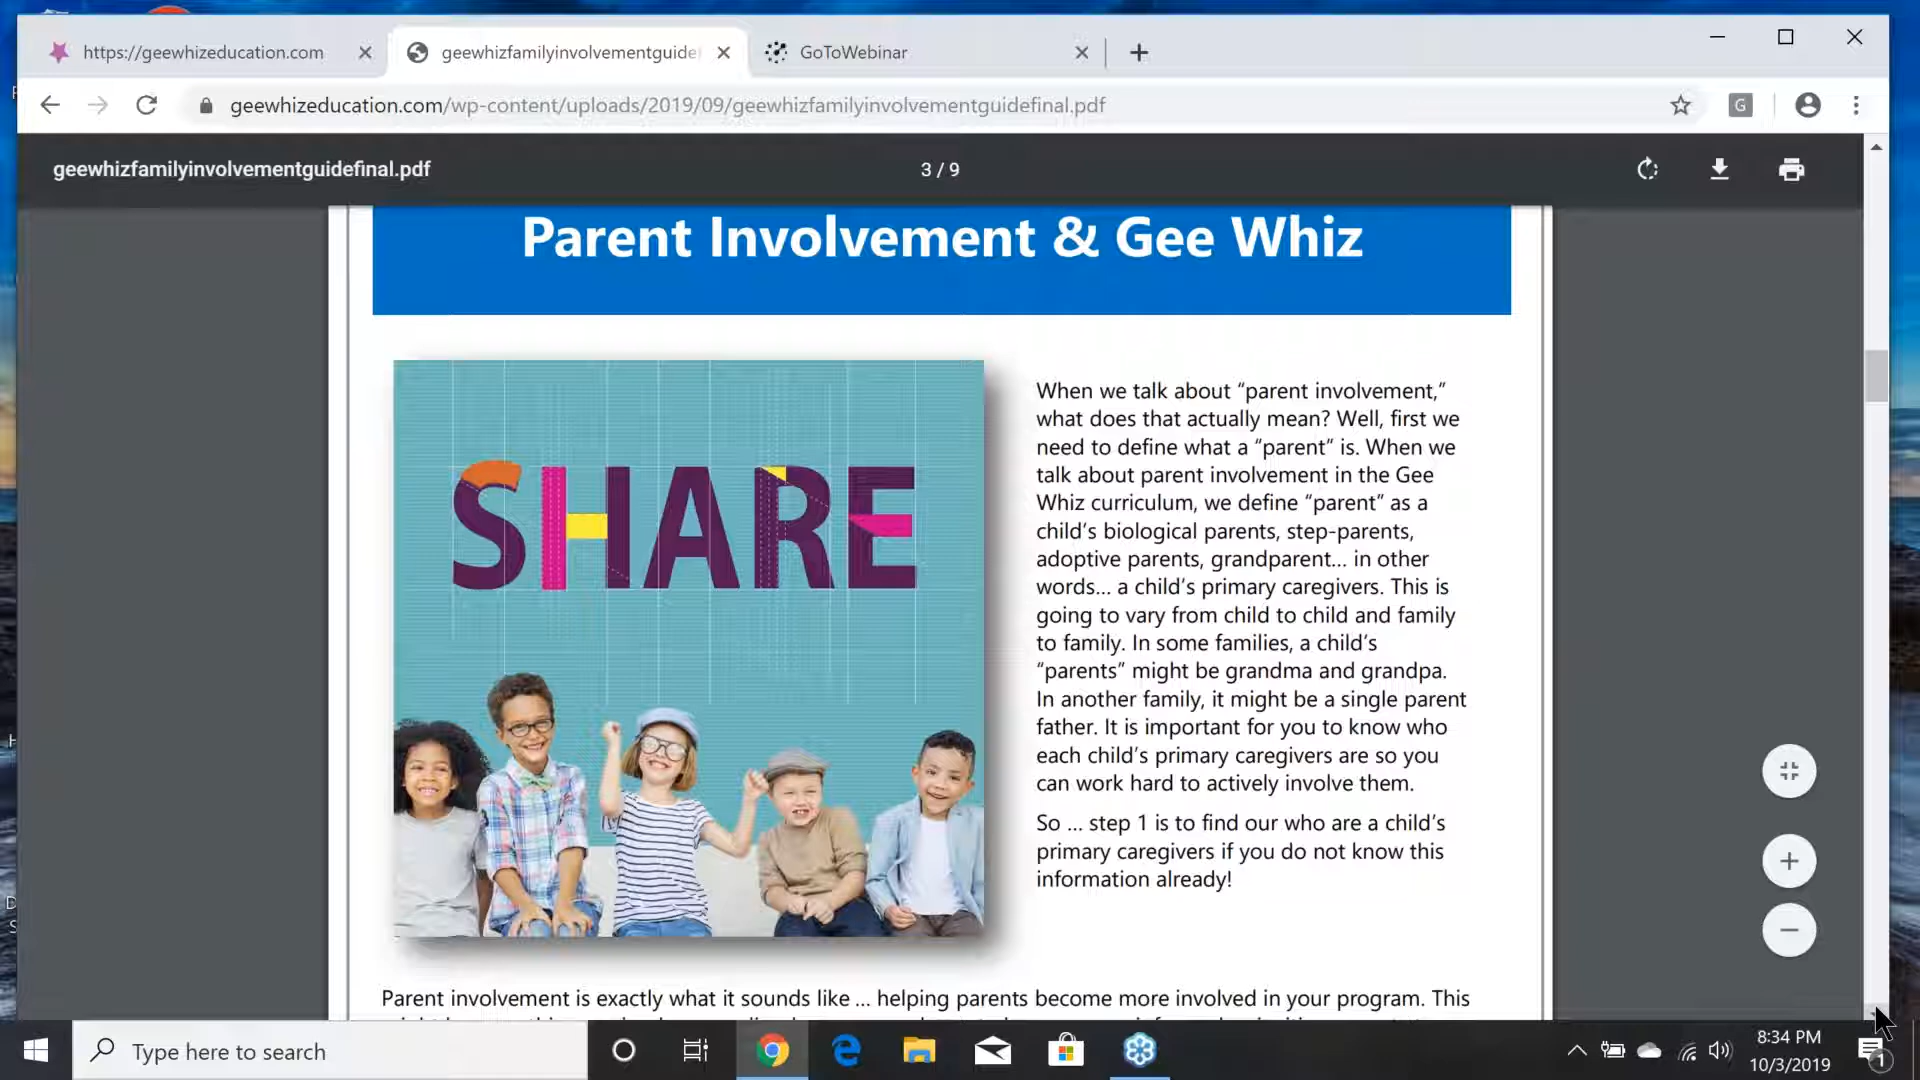 https://geewhizeducation.com
geewhizfamilyinvolvementguidef
GoToWebinar
geewhizeducation.com/wp-content/uploads/2019/09/geewhizfamilyinvolvementguidefinal.pdf
G
geewhizfamilyinvolvementguidefinal.pdf
3 / 9
Parent Involvement & Gee Whiz
SHARE
When we talk about “parent involvement,”
what does that actually mean? Well, first we
need to define what a “parent” is. When we
talk about parent involvement in the Gee
Whiz curriculum, we define “parent” as a
child’s biological parents, step-parents,
adoptive parents, grandparent... in other
words... a child’s primary caregivers. This is
going to vary from child to child and family
to family. In some families, a child’s
“parents” might be grandma and grandpa.
In another family, it might be a single parent
father. It is important for you to know who
each child’s primary caregivers are so you
can work hard to actively involve them.
So ... step 1 is to find our who are a child’s
primary caregivers if you do not know this
information already!
Parent involvement is exactly what it sounds like ... helping parents become more involved in your program. This
Type here to search
8:34 PM
10/3/2019
1